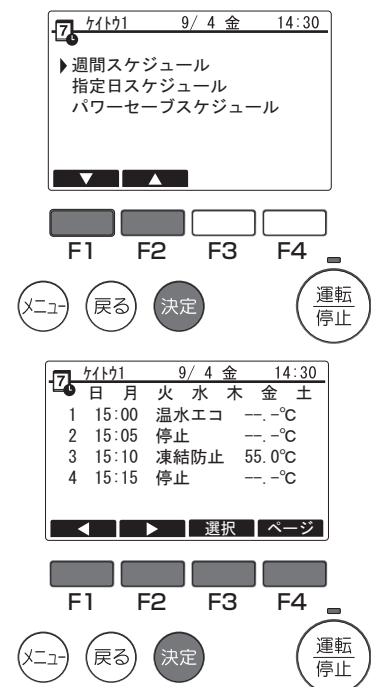 7 ｹｲﾄｳ1 9/ 4 金 14:30
▶週間スケジュール
指定日スケジュール
パワーセーブスケジュール
▼ ▲
F1 F2 F3 F4
メニュー 戻る 決定 運転
停止
7 ｹｲﾄｳ1 9/ 4 金 14:30
日 月 火 水 木 金 土
1 15:00 温水エコ --.-℃
2 15:05 停止 --.-℃
3 15:10 凍結防止 55.0℃
4 15:15 停止 --.-℃
◀ ▶ 選択 ページ
F1 F2 F3 F4
メニュー 戻る 決定 運転
停止